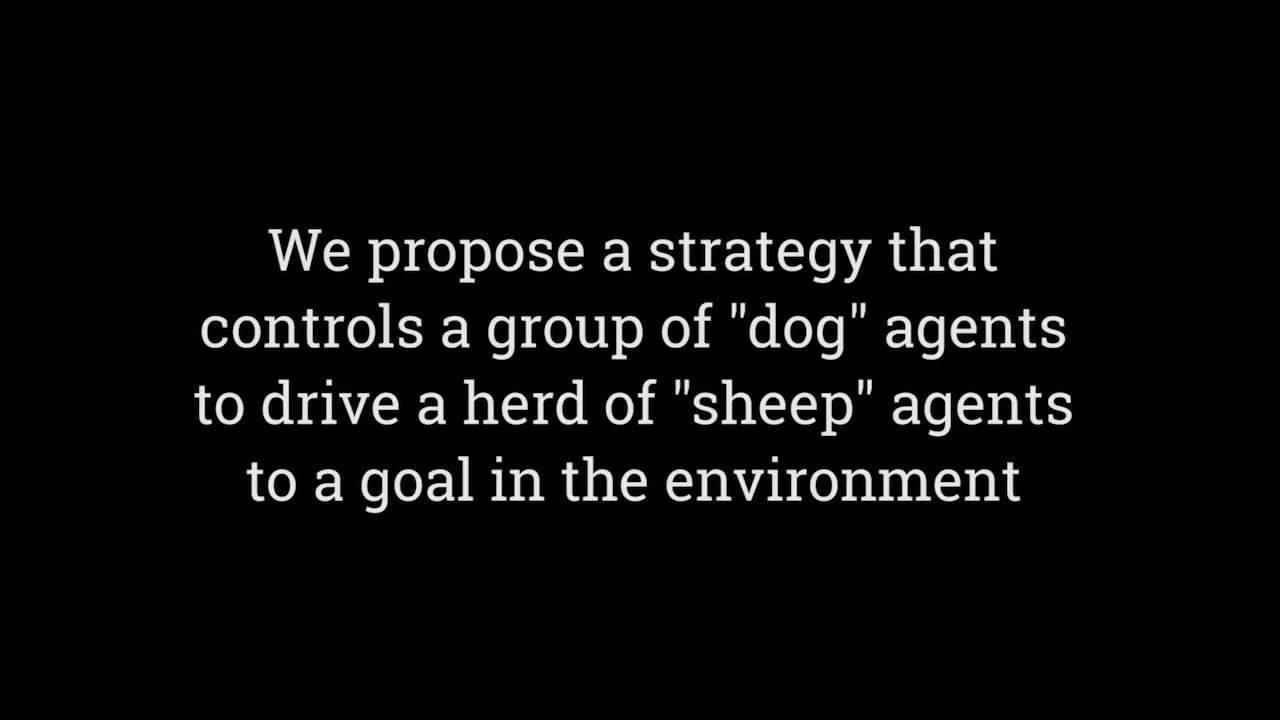 We propose a strategy that
controls a group of "dog" agents
to drive a herd of "sheep" agents
to a goal in the environment